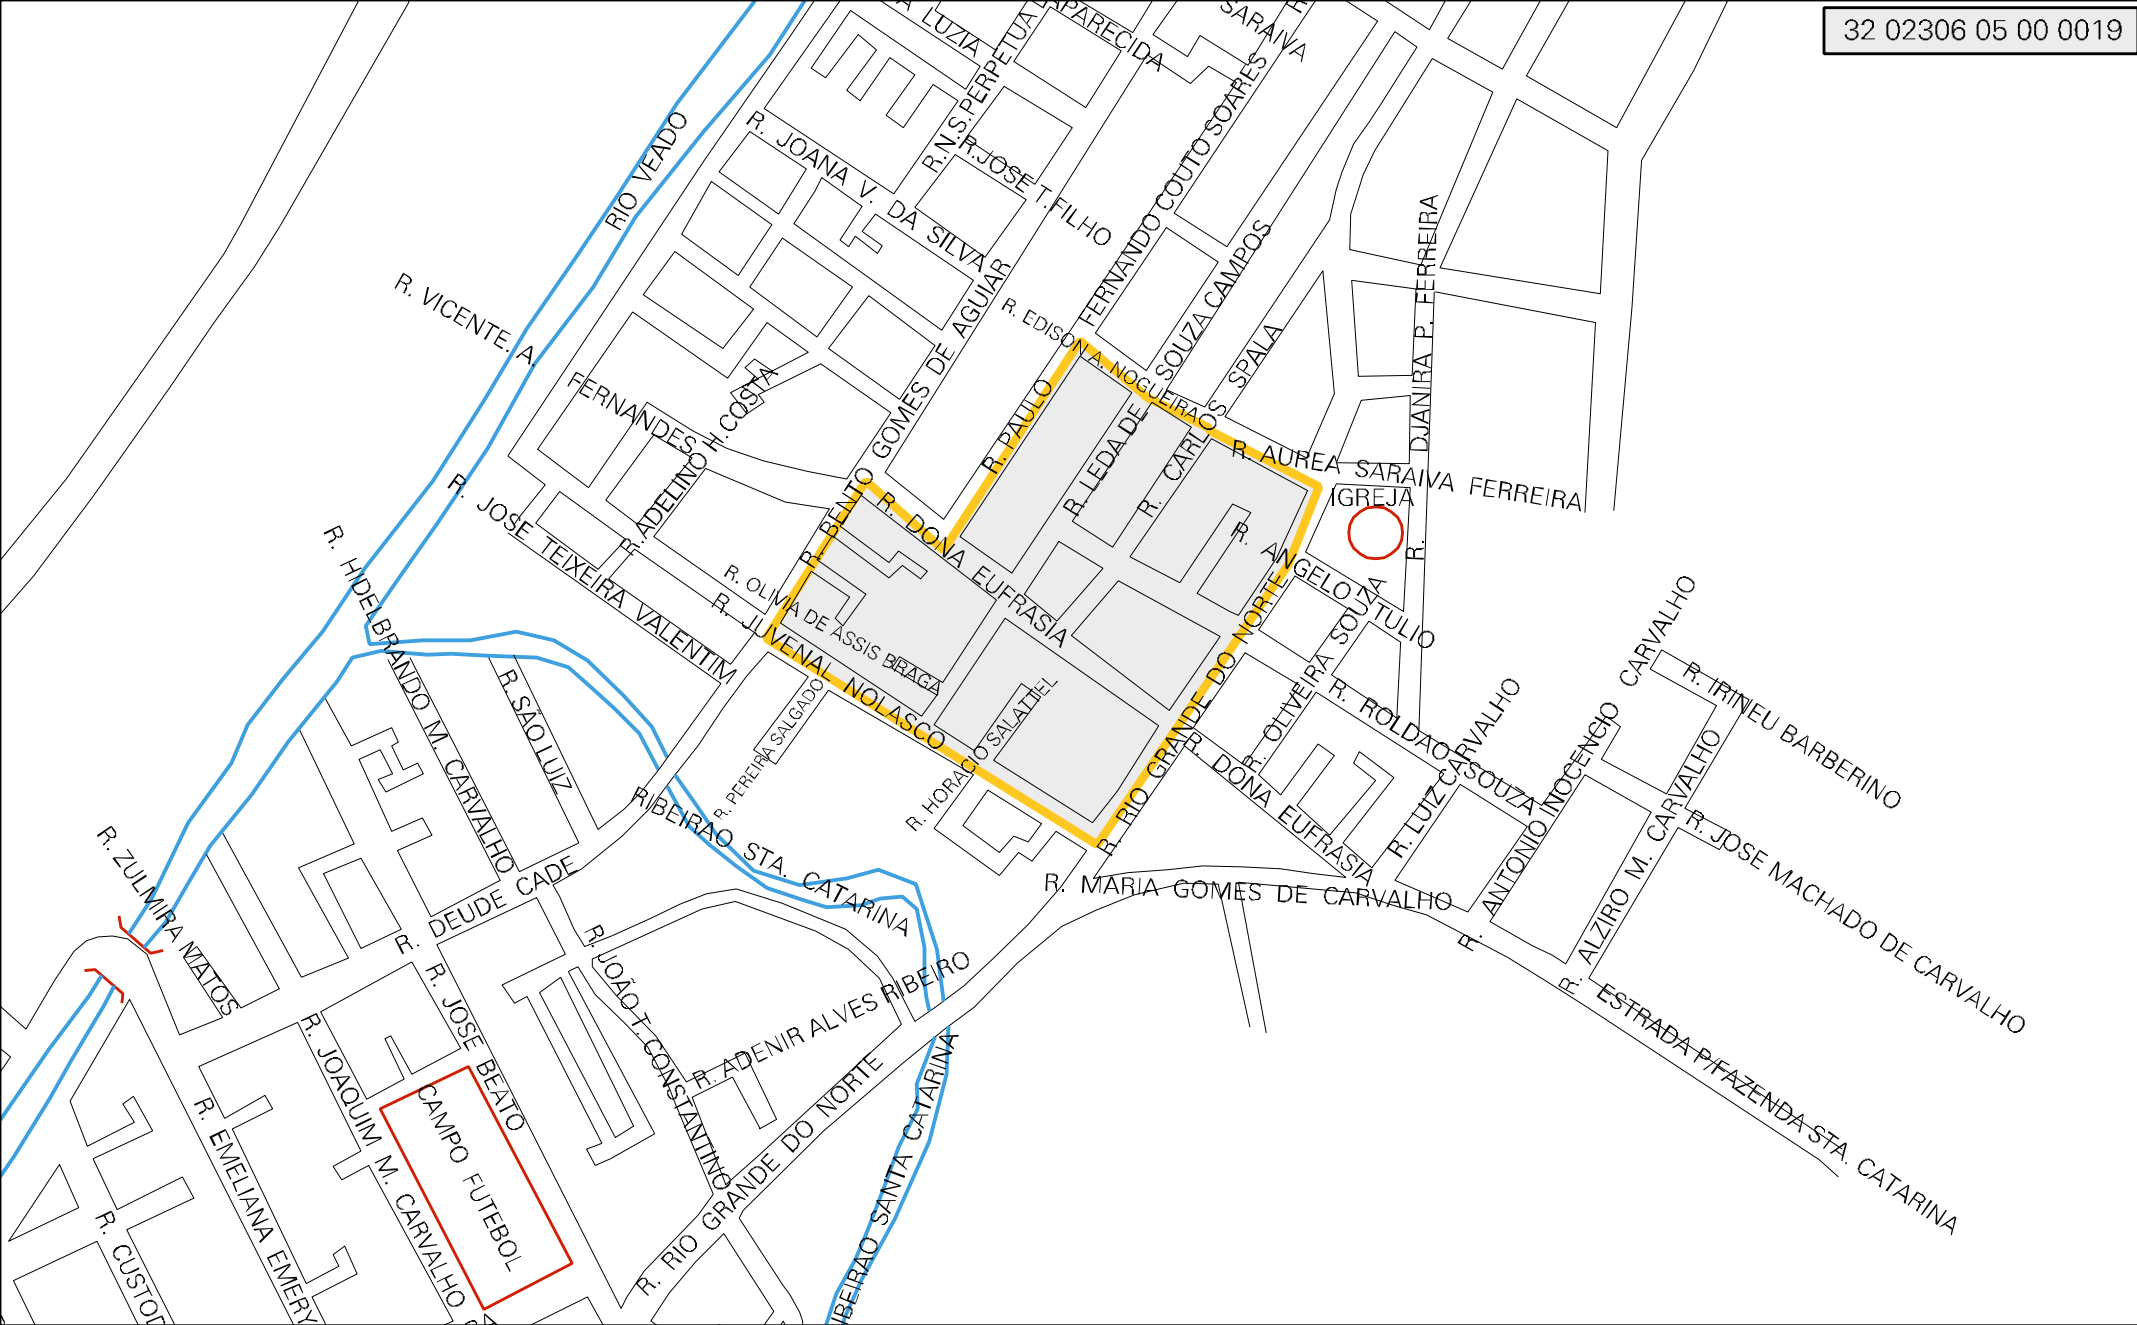 32 02306 05 00 0019
LUZIA
APARECIDA
SARAIVA
R.N.S.PERPETUA
R. JOANA V. DA SILVA
R.JOSE T.FILHO
RIO VEADO
R. VICENTE. A.
FERNANDES
R. PAULO FERNANDO COUTO SOARES
R. LEDA DE SOUZA CAMPOS
R. CARLOS SPALA
R. DJANIRA P. FERREIRA
R. EDISON A. NOGUEIRA
R. BENTO GOMES DE AGUIAR
R. ADELINO H.COSTA
R. AUREA SARAIVA FERREIRA
IGREJA
R. JOSE TEIXEIRA VALENTIM
R. DONA EUFRASIA
R. ANGELO TULIO
R. OLIVIA DE ASSIS BRAGA
R. JUVENAL NOLASCO
R. HIDELBRANDO M. CARVALHO
R. SÃO LUIZ
R. PEREIRA SALGADO
R. HORACIO SALATIEL
R. RIO GRANDE DO NORTE
R. OLIVEIRA SOUZA
R. ROLDAO SOUZA
R. DONA EUFRASIA
R. LUIZ CARVALHO
R. ANTONIO INOCENCIO CARVALHO
R. IRINEU BARBERINO
R. ALZIRO M. CARVALHO
R. JOSE MACHADO DE CARVALHO
RIBEIRAO STA. CATARINA
R. MARIA GOMES DE CARVALHO
ESTRADA P/FAZENDA STA. CATARINA
R. ZULMIRA MATOS
R. DEUDE CADE
R. JOSE BEATO
R. JOÃO T. CONSTANTINO
R. ADENIR ALVES RIBEIRO
R. JOAQUIM M. CARVALHO
CAMPO FUTEBOL
R. EMELIANA EMERY
R. CUSTOD
R. RIO GRANDE DO NORTE
IBEIRAO SANTA CATARINA